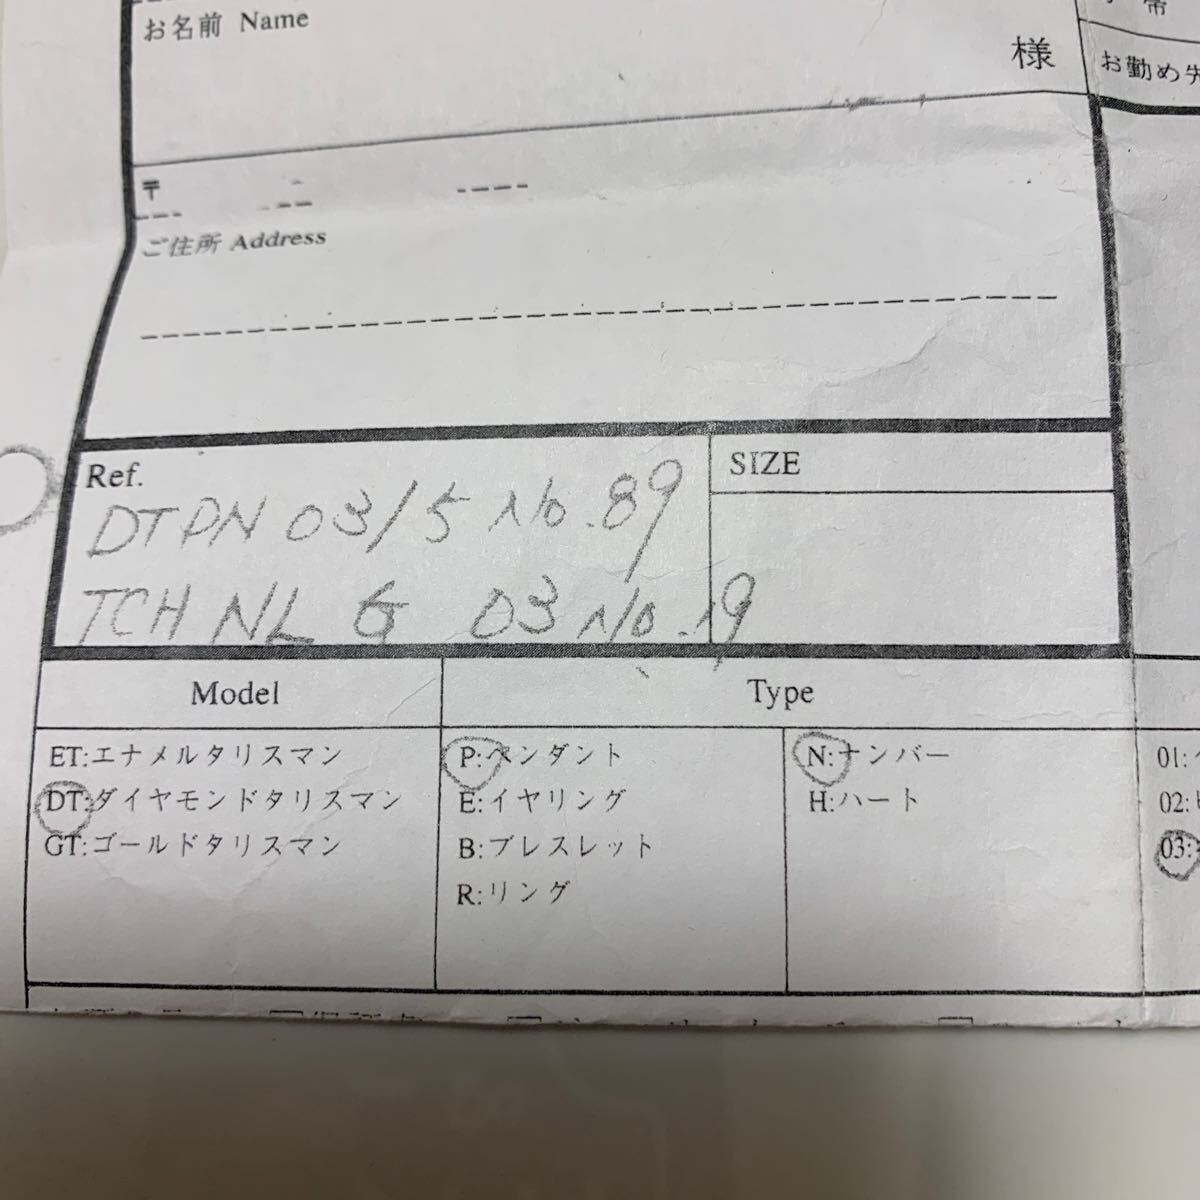 お名前 Name
様
お勤め先
〒
ご住所 Address
Ref.
SIZE
DTPN 03/5 No.89
TCH NL G 03 No.19
Model
Type
ET:エナメルタリスマン
DT:ダイヤモンドタリスマン
GT:ゴールドタリスマン
P:ペンダント
E:イヤリング
B:ブレスレット
R:リング
N:ナンバー
H:ハート
01:
02:
03: